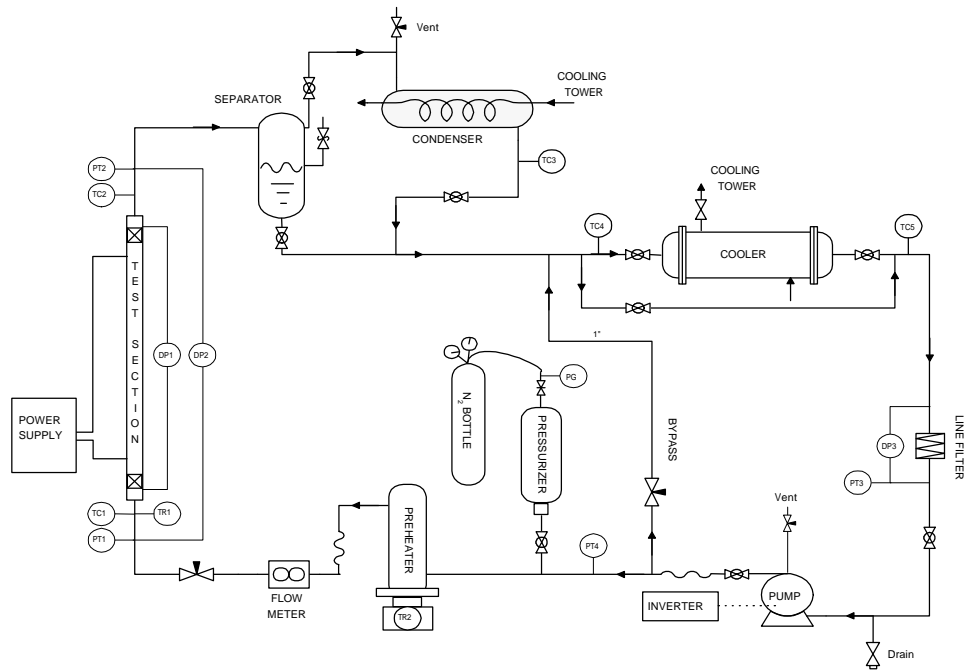 Vent
COOLING
TOWER
SEPARATOR
CONDENSER
TC3
PT2
TC2
COOLING
TOWER
TC4
TC5
COOLER
TEST SECTION
DP1
DP2
1"
PG
N2 BOTTLE
PRESSURIZER
BYPASS
POWER
SUPPLY
DP3
LINE FILTER
PT3
TC1
TR1
PT1
PREHEATER
Vent
PT4
FLOW
METER
TR2
INVERTER
PUMP
Drain